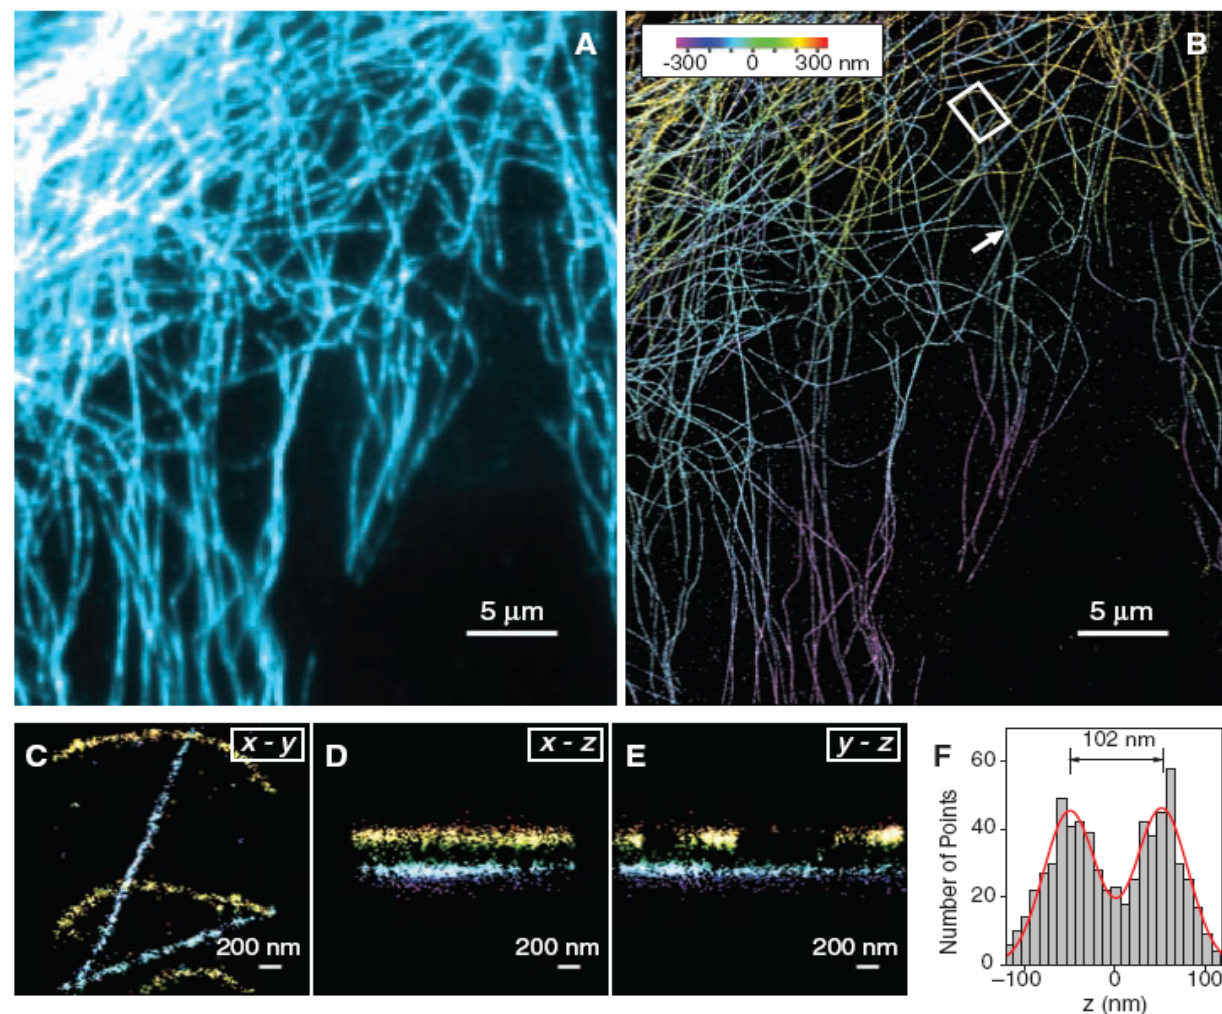 A
B
-300 0 300 nm
5 μm
5 μm
C
x - y
D
x - z
E
y - z
F
200 nm
200 nm
200 nm
102 nm
60
40
20
0
Number of Points
−100 0 100
z (nm)